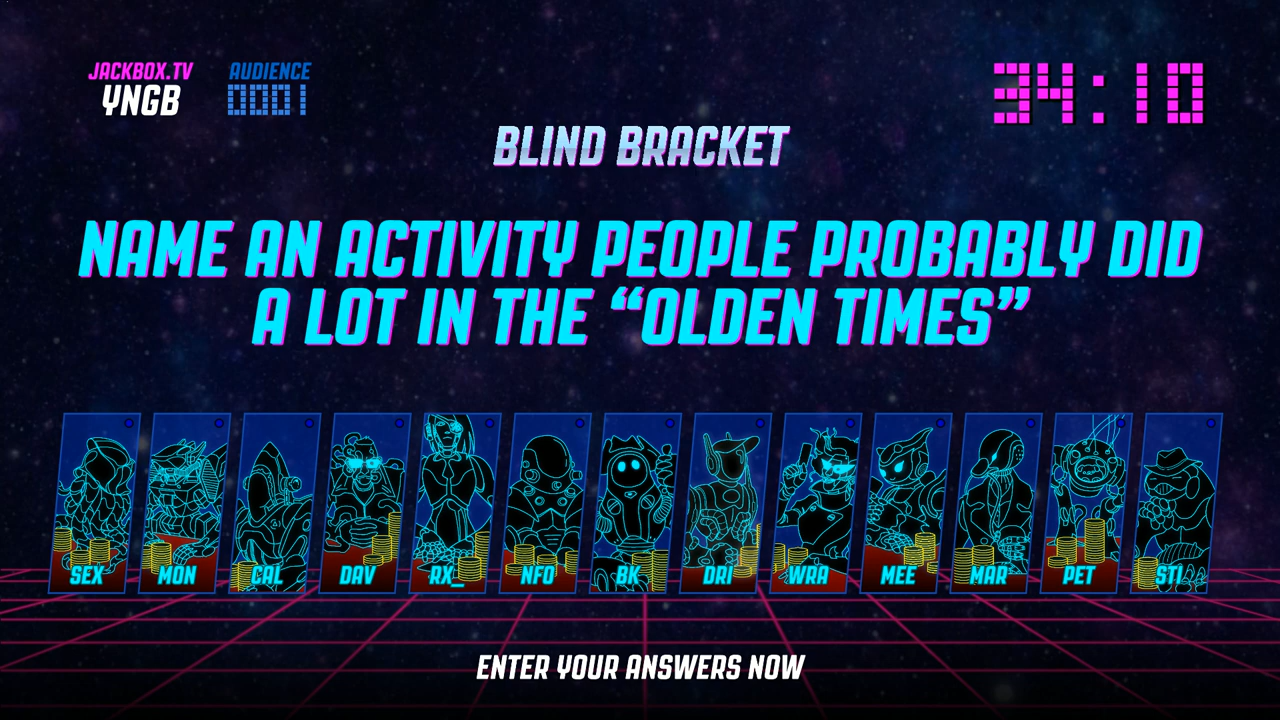 JACKBOX.TV
YNGB
AUDIENCE
0001
34:10
BLIND BRACKET
NAME AN ACTIVITY PEOPLE PROBABLY DID
A LOT IN THE “OLDEN TIMES”
SEX
MON
CAL
DAV
RX_
NFO
BK
DRI
WRA
MEE
MAR
PET
STI
ENTER YOUR ANSWERS NOW